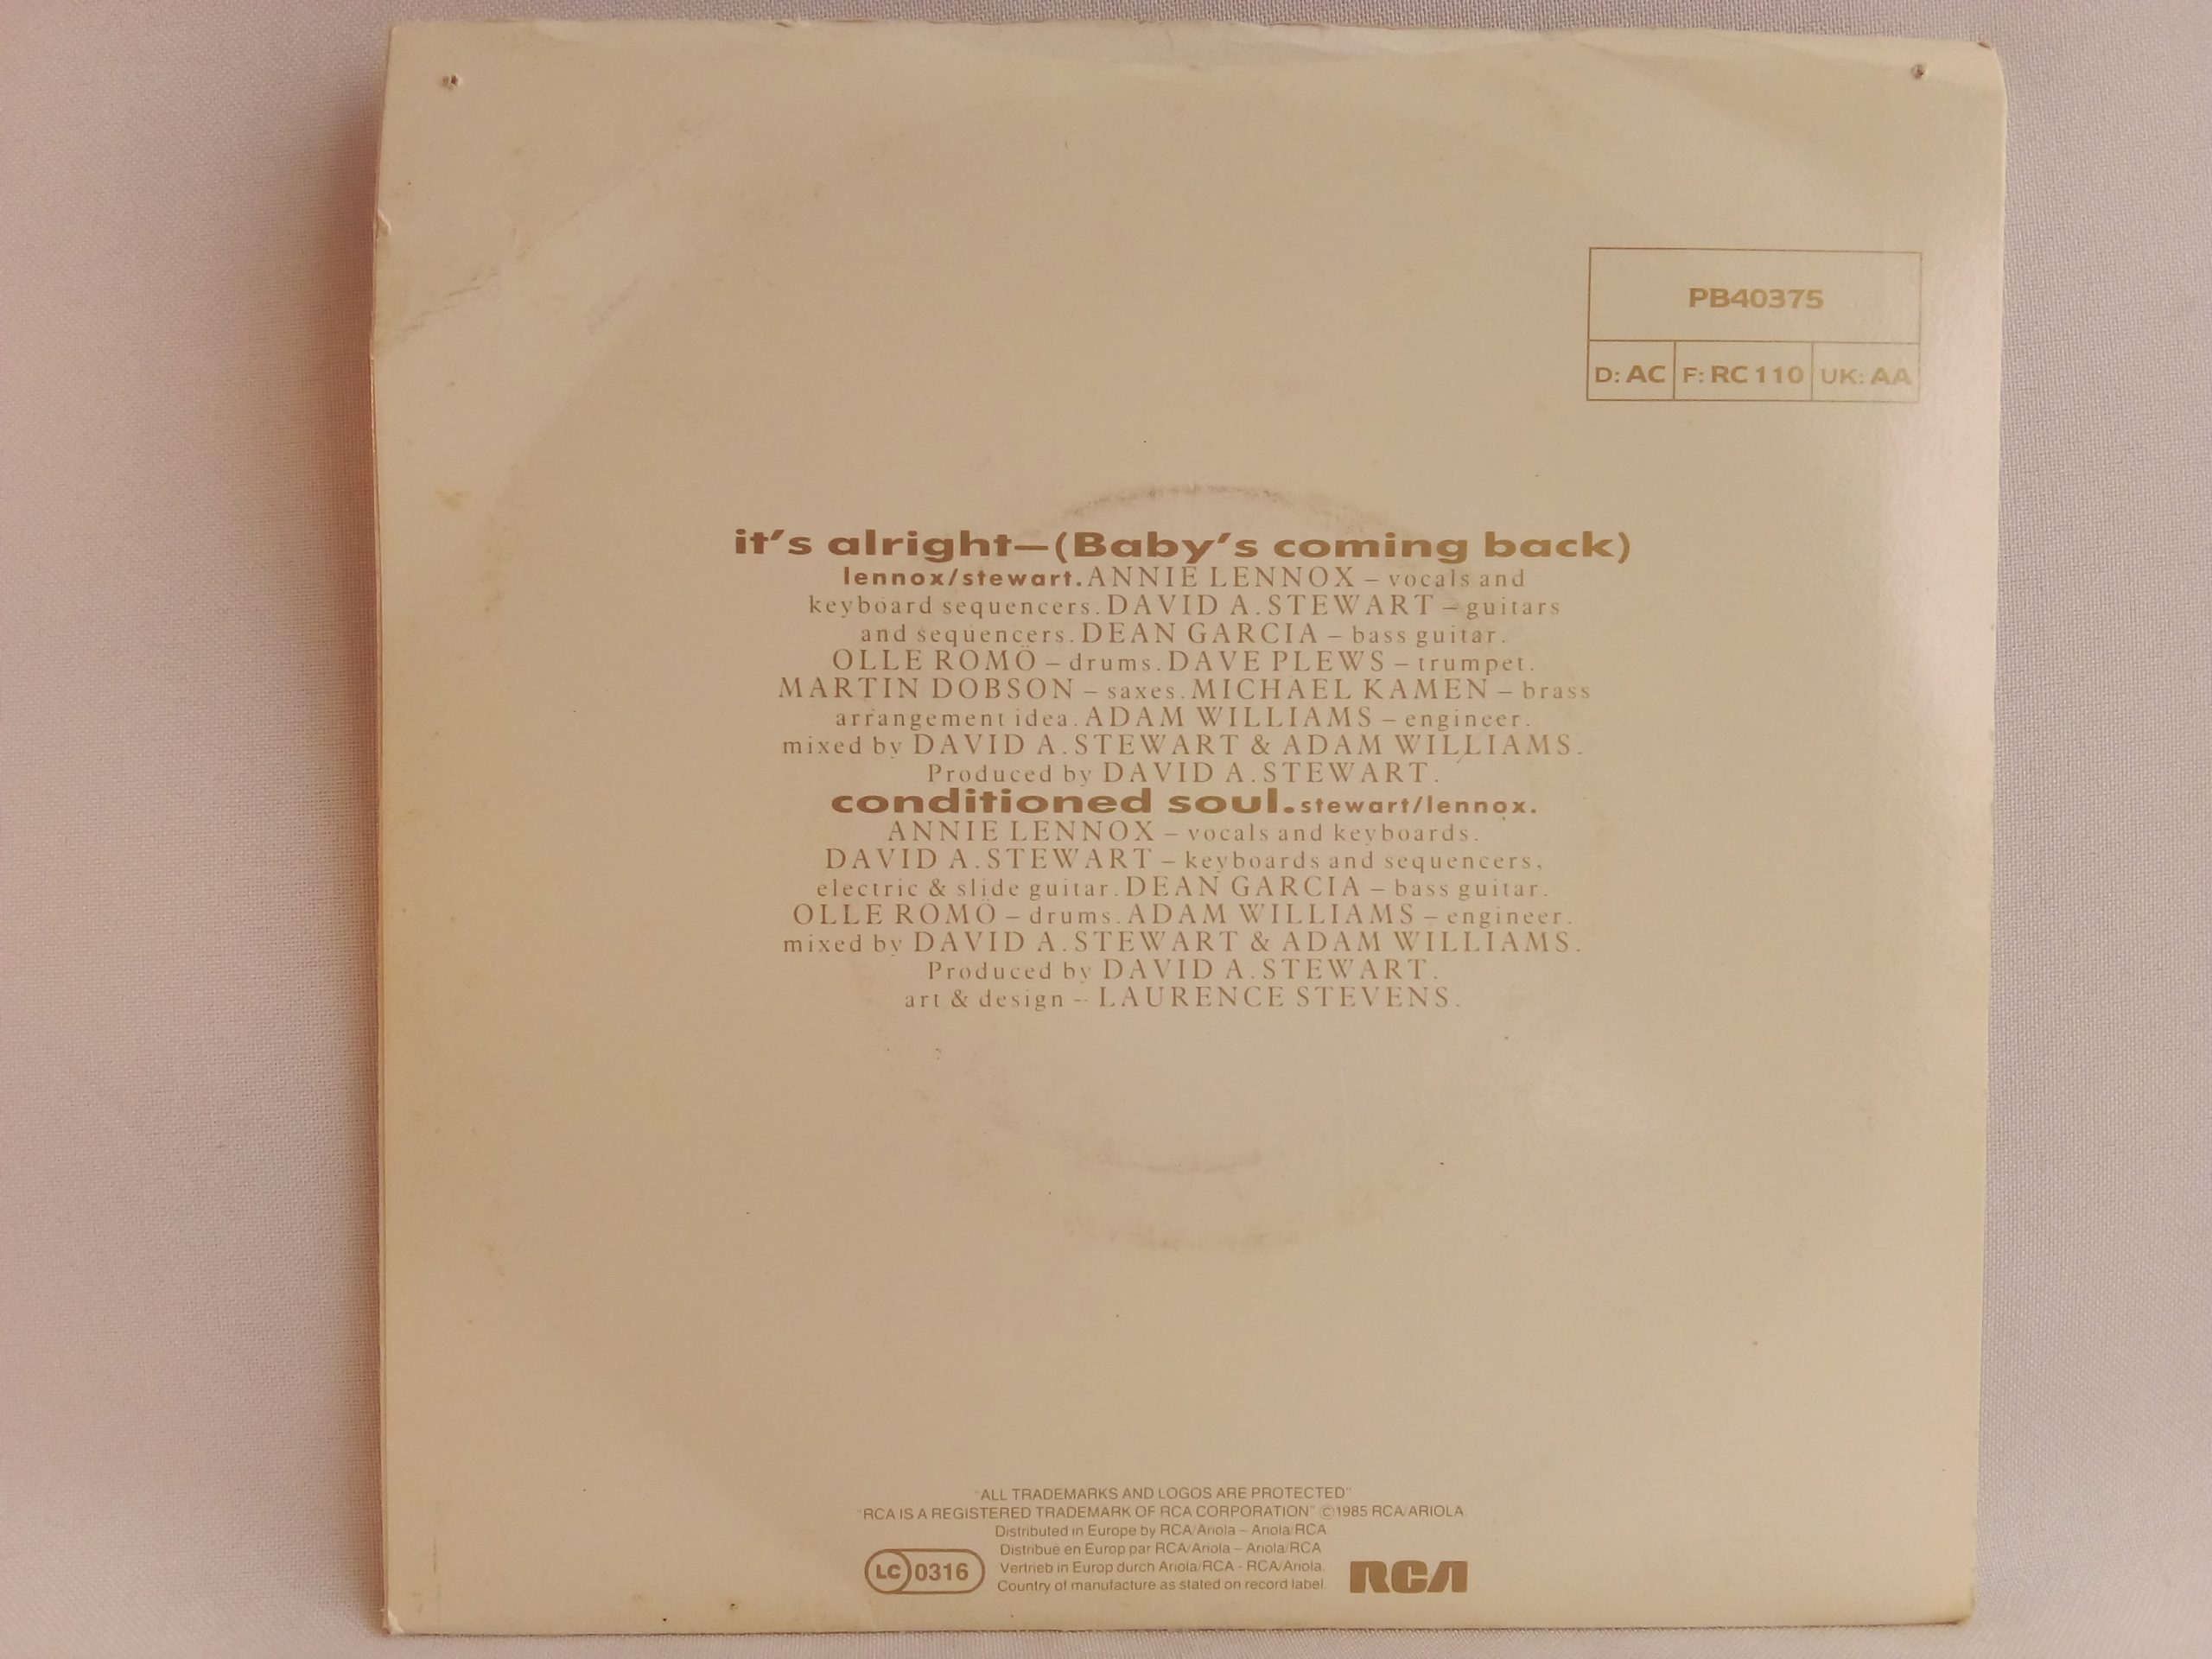 PB40375
D: AC F: RC 110 UK: AA
it's alright—(Baby's coming back)
lennox/stewart. ANNIE LENNOX – vocals and
keyboard sequencers. DAVID A. STEWART – guitars
and sequencers. DEAN GARCIA – bass guitar.
OLLE ROMÖ – drums. DAVE PLEWS – trumpet.
MARTIN DOBSON – saxes. MICHAEL KAMEN – brass
arrangement idea. ADAM WILLIAMS – engineer.
mixed by DAVID A. STEWART & ADAM WILLIAMS.
Produced by DAVID A. STEWART.
conditioned soul. stewart/lennox.
ANNIE LENNOX – vocals and keyboards.
DAVID A. STEWART – keyboards and sequencers,
electric & slide guitar. DEAN GARCIA – bass guitar.
OLLE ROMÖ – drums. ADAM WILLIAMS – engineer.
mixed by DAVID A. STEWART & ADAM WILLIAMS.
Produced by DAVID A. STEWART.
art & design -- LAURENCE STEVENS.
"ALL TRADEMARKS AND LOGOS ARE PROTECTED"
"RCA IS A REGISTERED TRADEMARK OF RCA CORPORATION" ©1985 RCA/ARIOLA
Distributed in Europe by RCA/Ariola – Ariola/RCA
Distribué en Europ par RCA/Ariola – Ariola/RCA
Vertrieb in Europ durch Ariola/RCA - RCA/Ariola.
Country of manufacture as stated on record label.
LC 0316
RCA